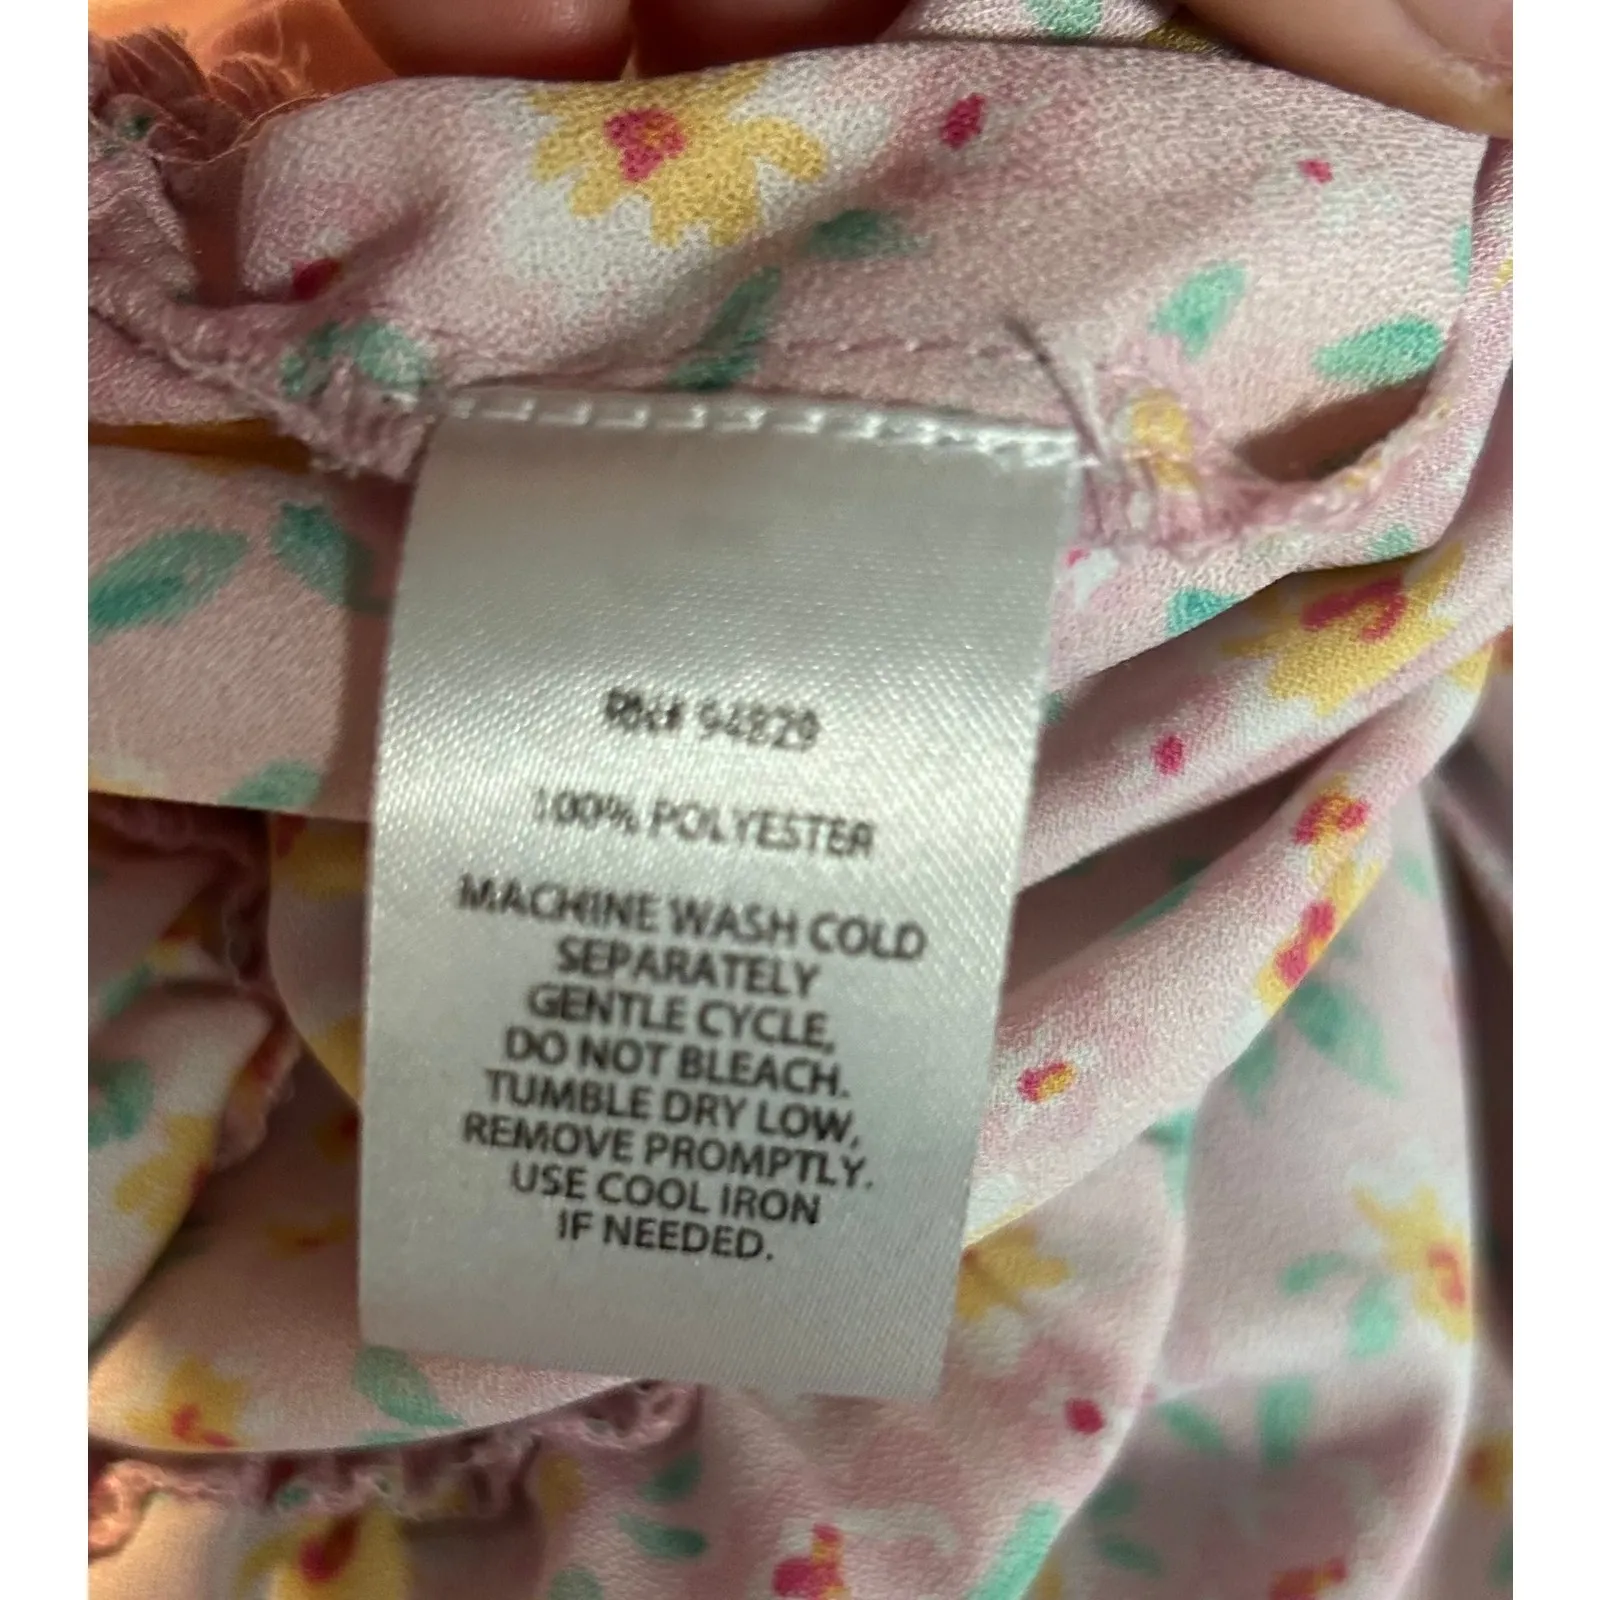 RN# 94829
100% POLYESTER
MACHINE WASH COLD
SEPARATELY
GENTLE CYCLE,
DO NOT BLEACH.
TUMBLE DRY LOW,
REMOVE PROMPTLY.
USE COOL IRON
IF NEEDED.